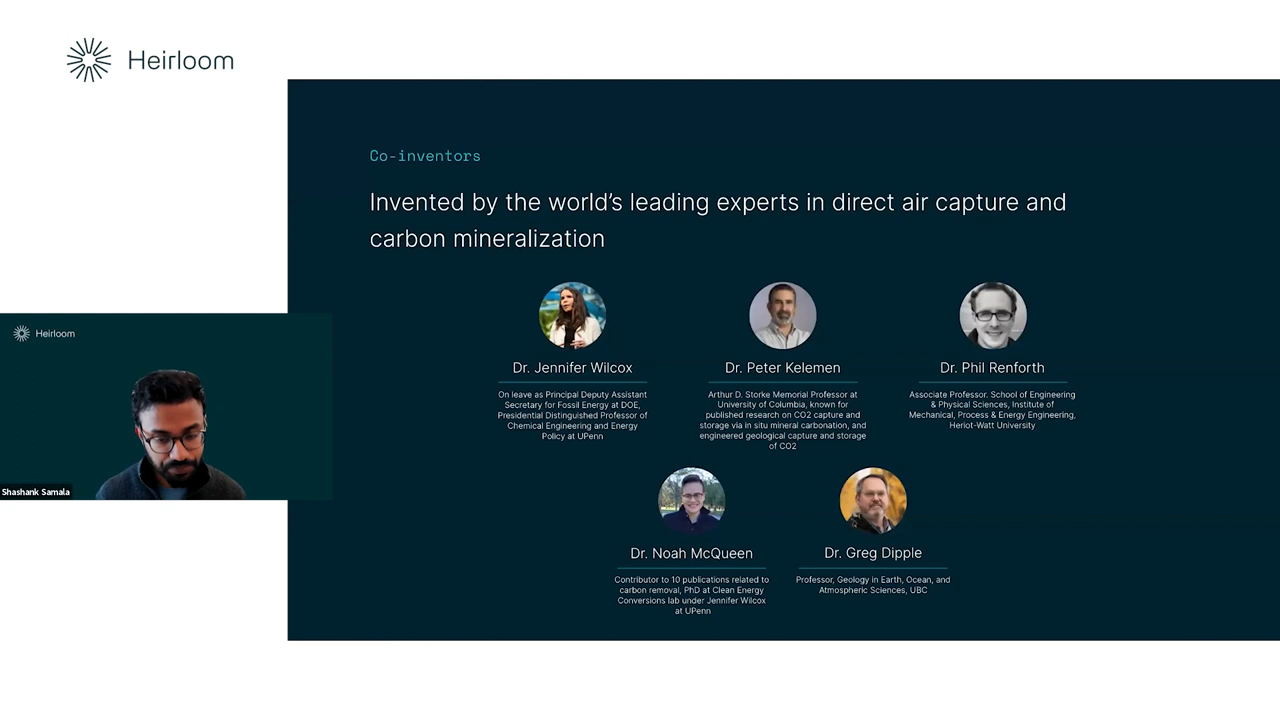 Heirloom
Co-inventors
Invented by the world’s leading experts in direct air capture and
carbon mineralization
Dr. Jennifer Wilcox
On leave as Principal Deputy Assistant
Secretary for Fossil Energy at DOE,
Presidential Distinguished Professor of
Chemical Engineering and Energy
Policy at UPenn
Dr. Peter Kelemen
Arthur D. Storke Memorial Professor at
University of Columbia, known for
published research on CO2 capture and
storage via in situ mineral carbonation, and
engineered geological capture and storage
of CO2
Dr. Phil Renforth
Associate Professor. School of Engineering
& Physical Sciences, Institute of
Mechanical, Process & Energy Engineering,
Heriot-Watt University
Heirloom
Shashank Samala
Dr. Noah McQueen
Contributor to 10 publications related to
carbon removal, PhD at Clean Energy
Conversions lab under Jennifer Wilcox
at UPenn
Dr. Greg Dipple
Professor, Geology in Earth, Ocean, and
Atmospheric Sciences, UBC